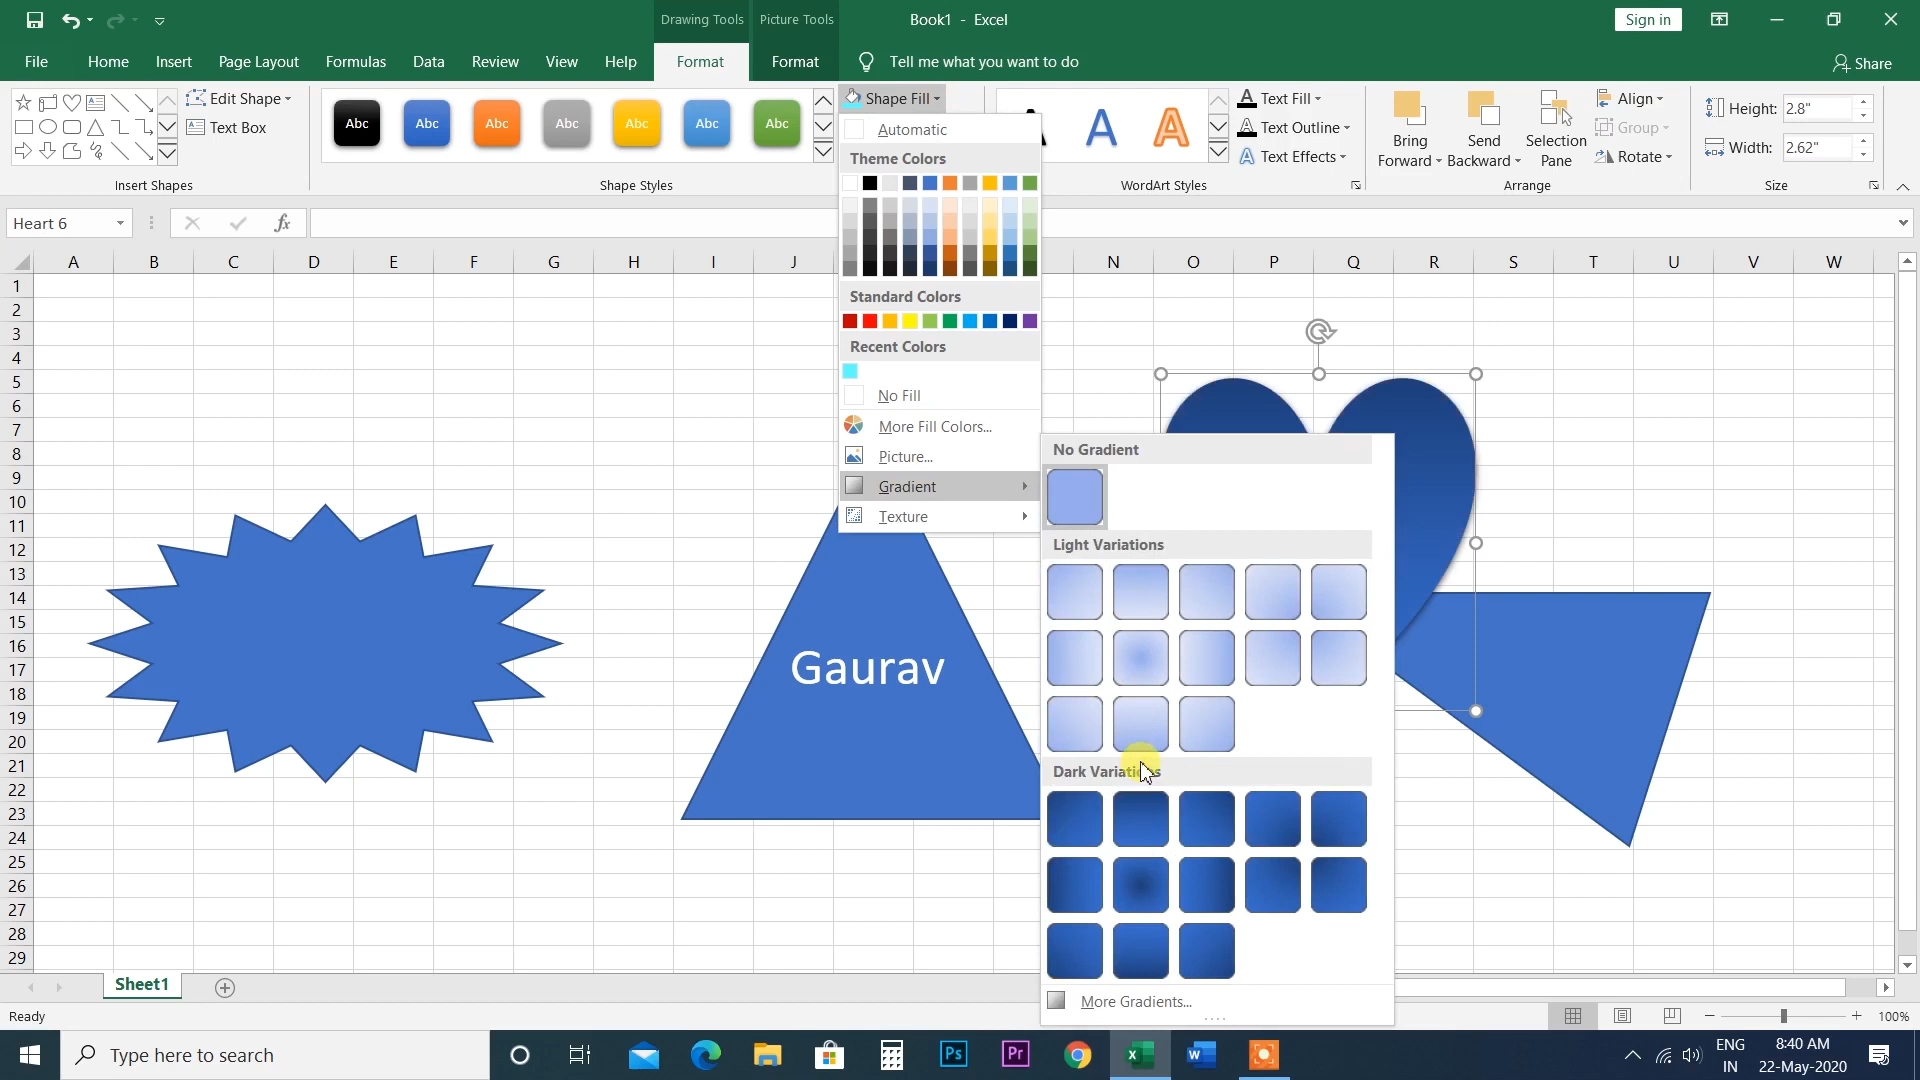 Drawing Tools Picture Tools Book1 - Excel Sign in
File Home Insert Page Layout Formulas Data Review View Help Format Format Tell me what you want to do Share
Edit Shape
Text Box
Insert Shapes
Abc Abc Abc Abc Abc Abc Abc
Shape Styles
Shape Fill
A A A
WordArt Styles
Text Fill
Text Outline
Text Effects
Bring Forward
Send Backward
Selection Pane
Align
Group
Rotate
Arrange
Height: 2.8"
Width: 2.62"
Size
Heart 6 fx
A B C D E F G H I J N O P Q R S T U V W
1
2
3
4
5
6
7
8
9
10
11
12
13
14
15
16
17
18
19
20
21
22
23
24
25
26
27
28
29
Automatic
Theme Colors
Standard Colors
Recent Colors
No Fill
More Fill Colors...
Picture...
Gradient
Texture
No Gradient
Light Variations
Dark Variations
More Gradients...
Gaurav
Sheet1
Ready 100%
Type here to search
Ps Pr
ENG
IN
8:40 AM
22-May-2020